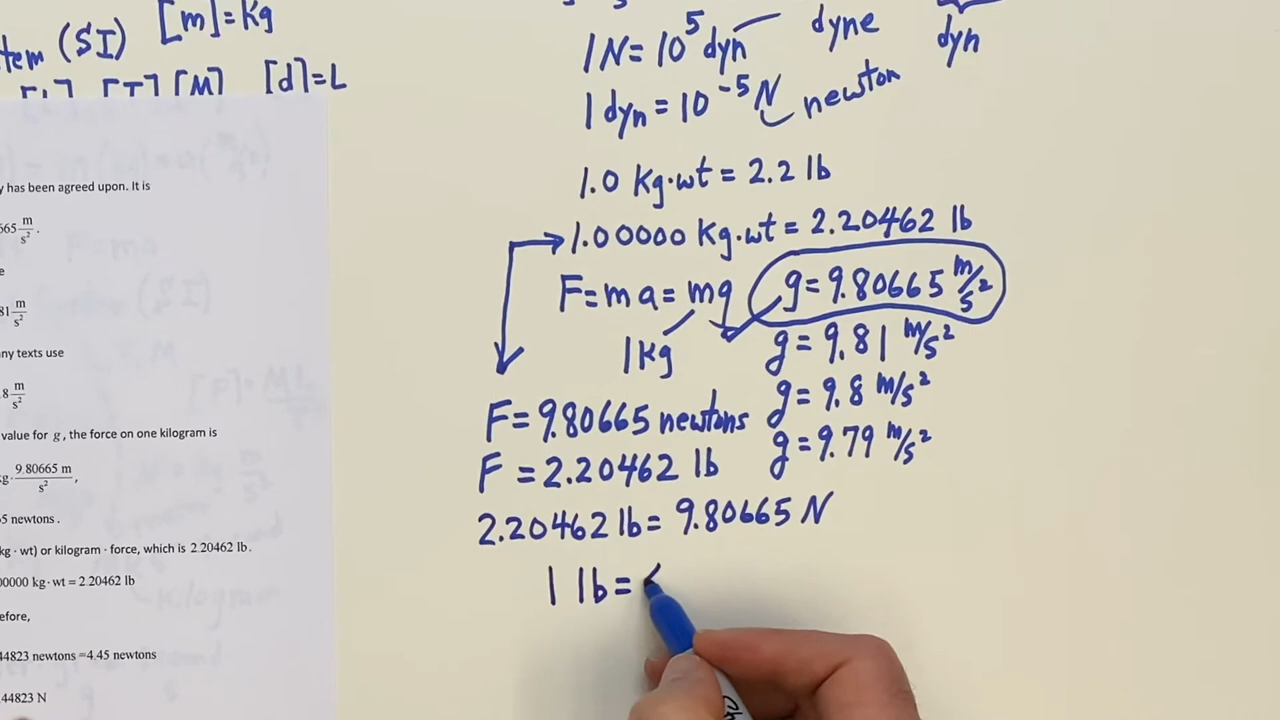 tem (SI) [m]=Kg
[T] [M] [d]=L
y has been agreed upon. It is
665 m/s².
e
81 m/s²
ny texts use
8 m/s²
value for g, the force on one kilogram is
g · 9.80665 m/s²,
5 newtons.
kg · wt) or kilogram · force, which is 2.20462 lb.
00000 kg · wt = 2.20462 lb
efore,
44823 newtons =4.45 newtons
44823 N
1N=10⁵ dyn dyne dyn
1 dyn=10⁻⁵ N newton
1.0 Kg·wt = 2.2 lb
1.00000 Kg·wt = 2.20462 lb
F=ma=mg g=9.80665 m/s²
1Kg g= 9.81 m/s²
g= 9.8 m/s²
F=9.80665 newtons
g=9.79 m/s²
F =2.20462 lb
2.20462 lb= 9.80665 N
1 lb=